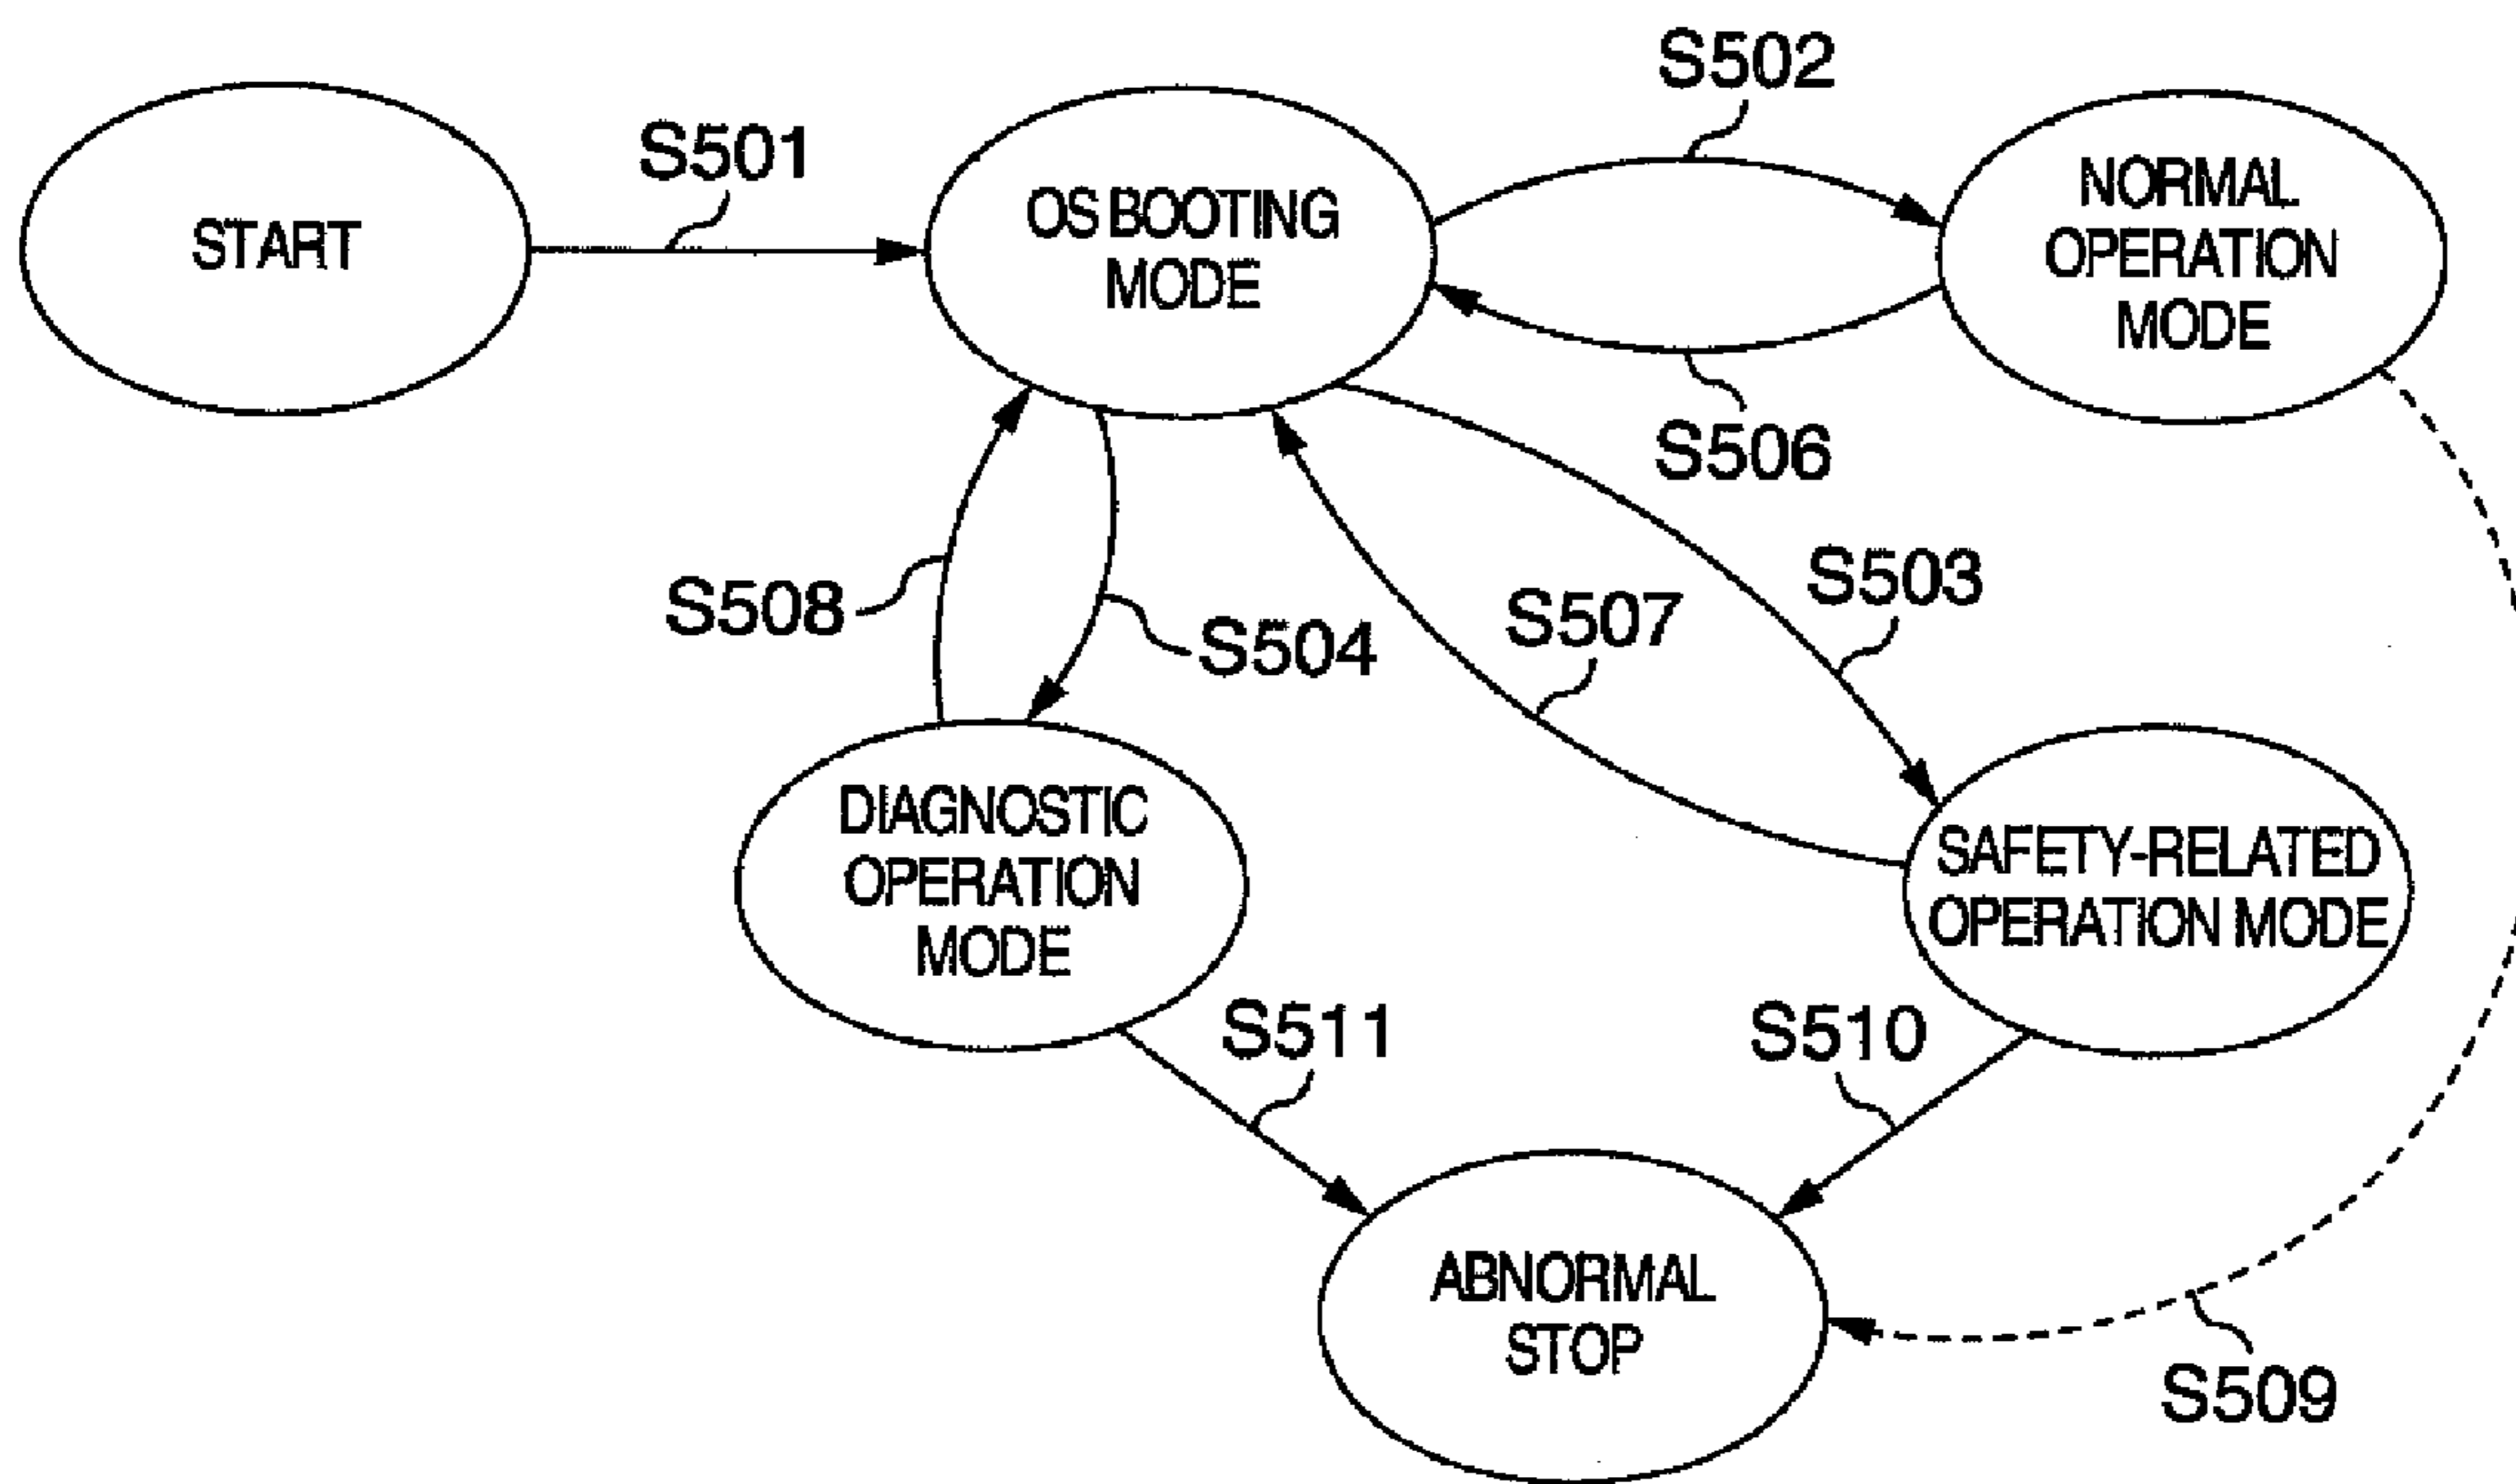 S502
S501
START
OS BOOTING
MODE
NORMAL
OPERATION
MODE
S506
S508
S504
S507
S503
DIAGNOSTIC
OPERATION
MODE
SAFETY-RELATED
OPERATION MODE
S511
S510
ABNORMAL
STOP
S509